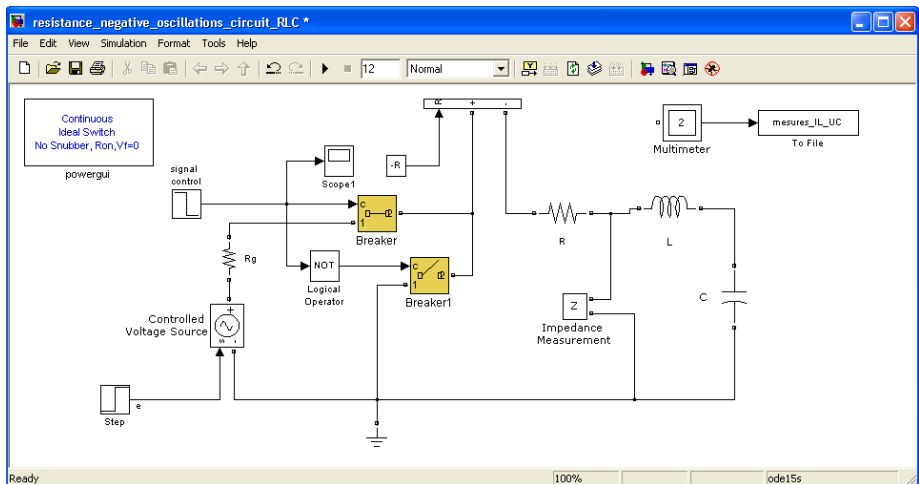 resistance_negative_oscillations_circuit_RLC *
File Edit View Simulation Format Tools Help
12 Normal
Continuous
Ideal Switch
No Snubber, Ron,Vf=0
powergui
signal
control
Scope1
-R
R + -
2
Multimeter
mesures_IL_UC
To File
c
1 2
Breaker
Rg
NOT
Logical
Operator
c
1 2
Breaker1
R
L
C
Z
Impedance
Measurement
Controlled
Voltage Source
+
s -
Step
e
Ready 100% ode15s